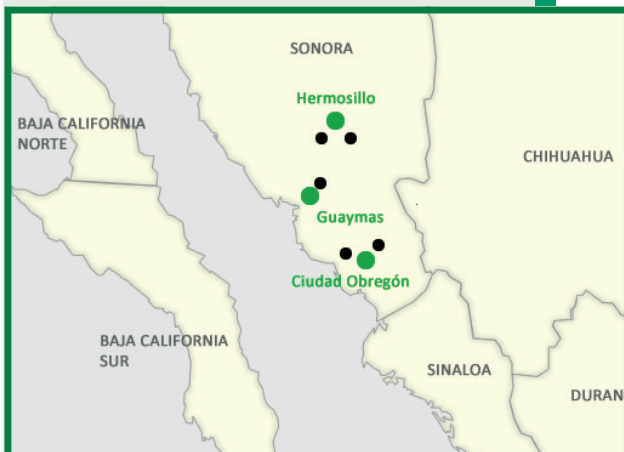 SONORA
Hermosillo
BAJA CALIFORNIA
NORTE
CHIHUAHUA
Guaymas
Ciudad Obregón
BAJA CALIFORNIA
SUR
SINALOA
DURAN